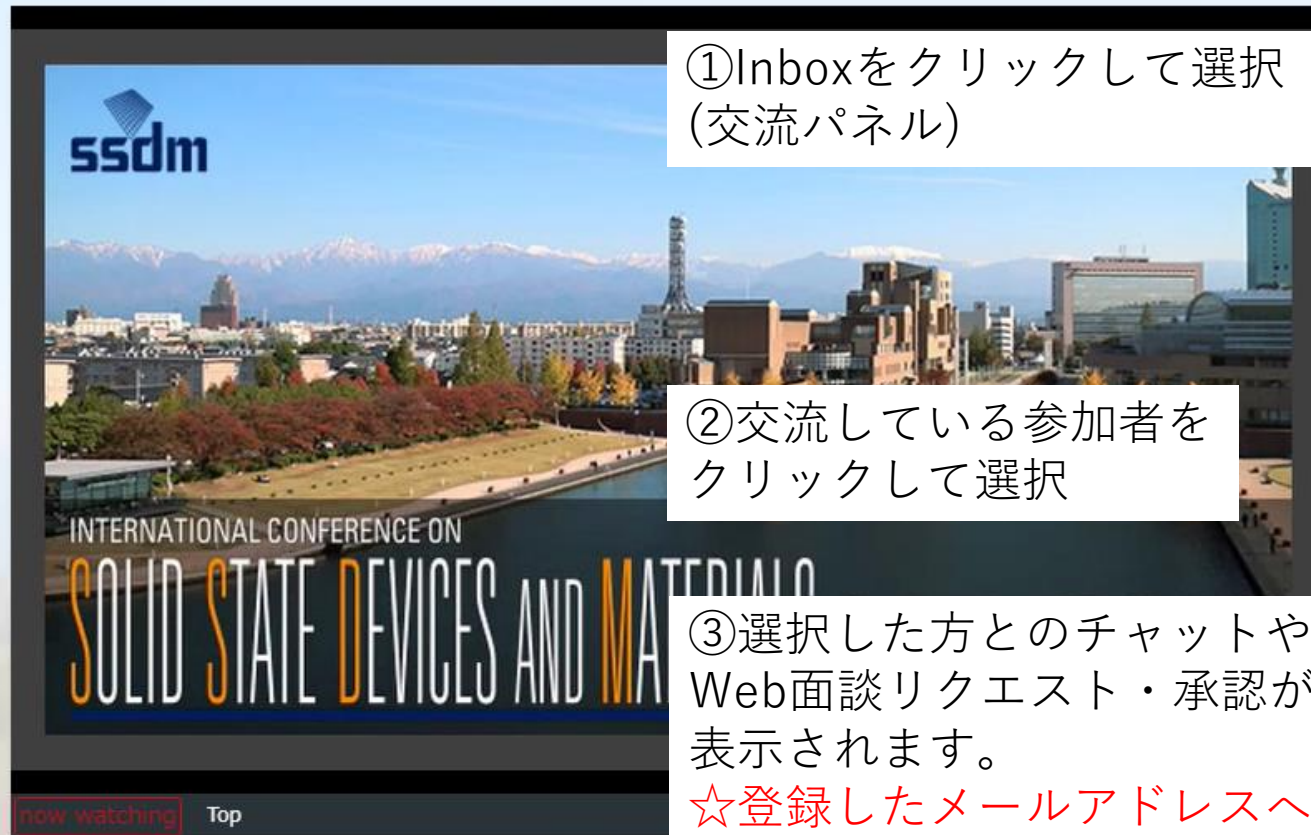 ①Inboxをクリックして選択
(交流パネル)
ssdm
②交流している参加者を
クリックして選択
INTERNATIONAL CONFERENCE ON
SOLID STATE DEVICES AND MATERIALS
③選択した方とのチャットや
Web面談リクエスト・承認が
表示されます。
☆登録したメールアドレスへ
now watching Top